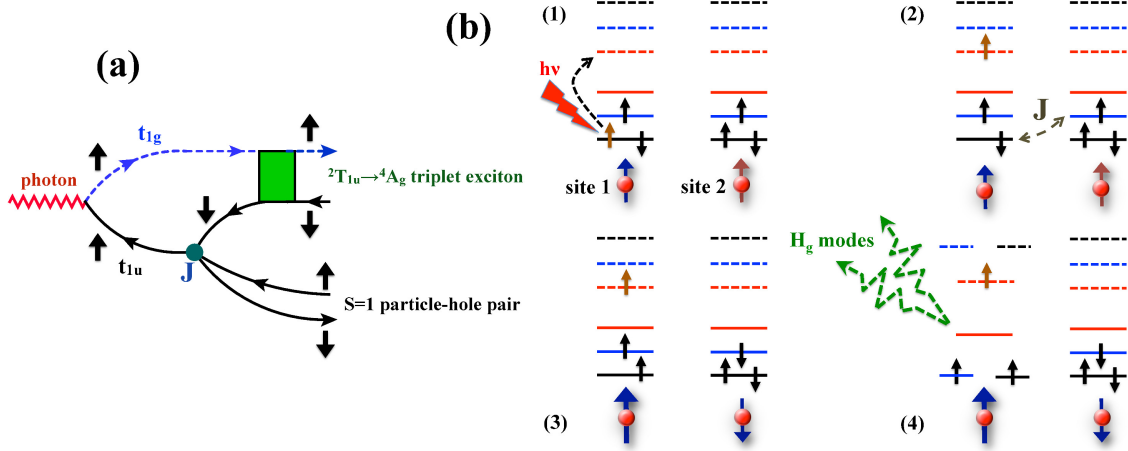 (a)
t1g
photon
²T1u→⁴Ag triplet exciton
t1u
J
S=1 particle-hole pair
(b)
(1)
hν
site 1
site 2
(2)
J
(3)
Hg modes
(4)